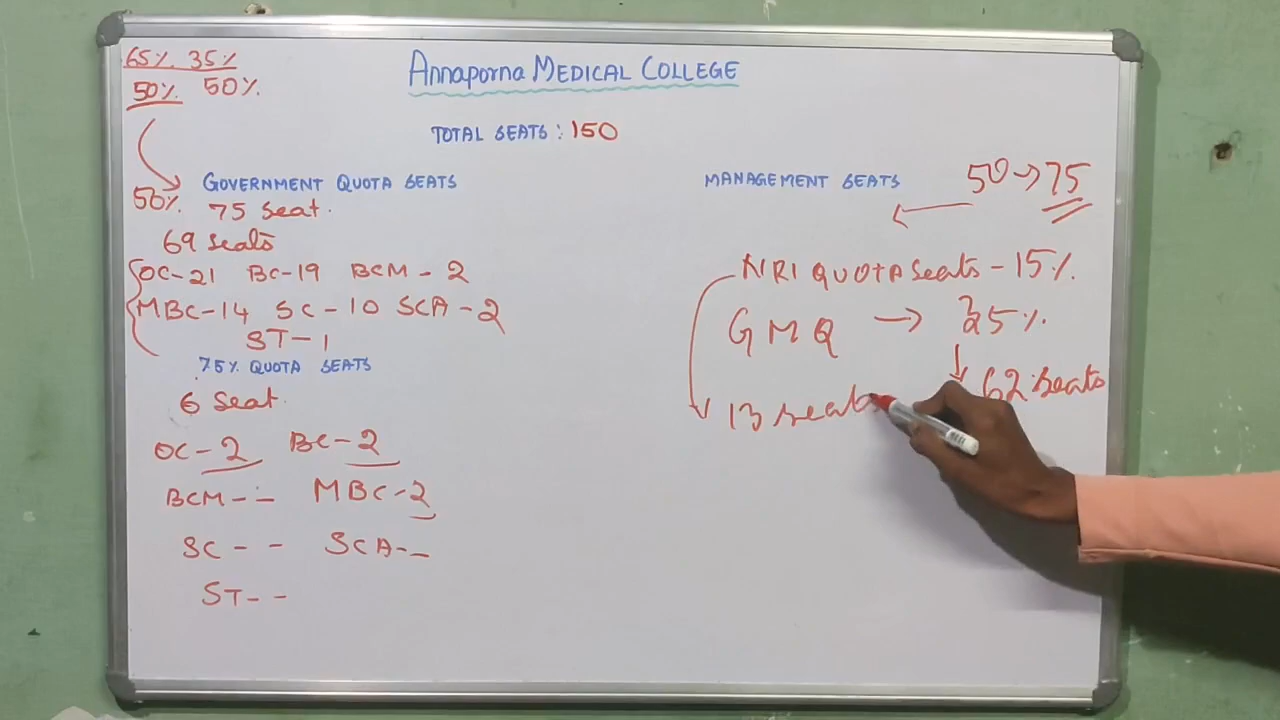 65% 35%
50% 50%
Annaporna MEDICAL COLLEGE
TOTAL SEATS : 150
GOVERNMENT QUOTA SEATS
50% 75 Seat.
69 seats
OC-21 BC-19 BCM - 2
MBC-14 SC-10 SCA-2
ST-1
7.5% QUOTA SEATS
6 Seat.
OC-2 BC-2
BCM-- MBC-2
SC-- SCA--
ST--
MANAGEMENT SEATS
50→75
NRI QUOTA Seats - 15%.
GMQ → 35%.
62 Seats
13 seats